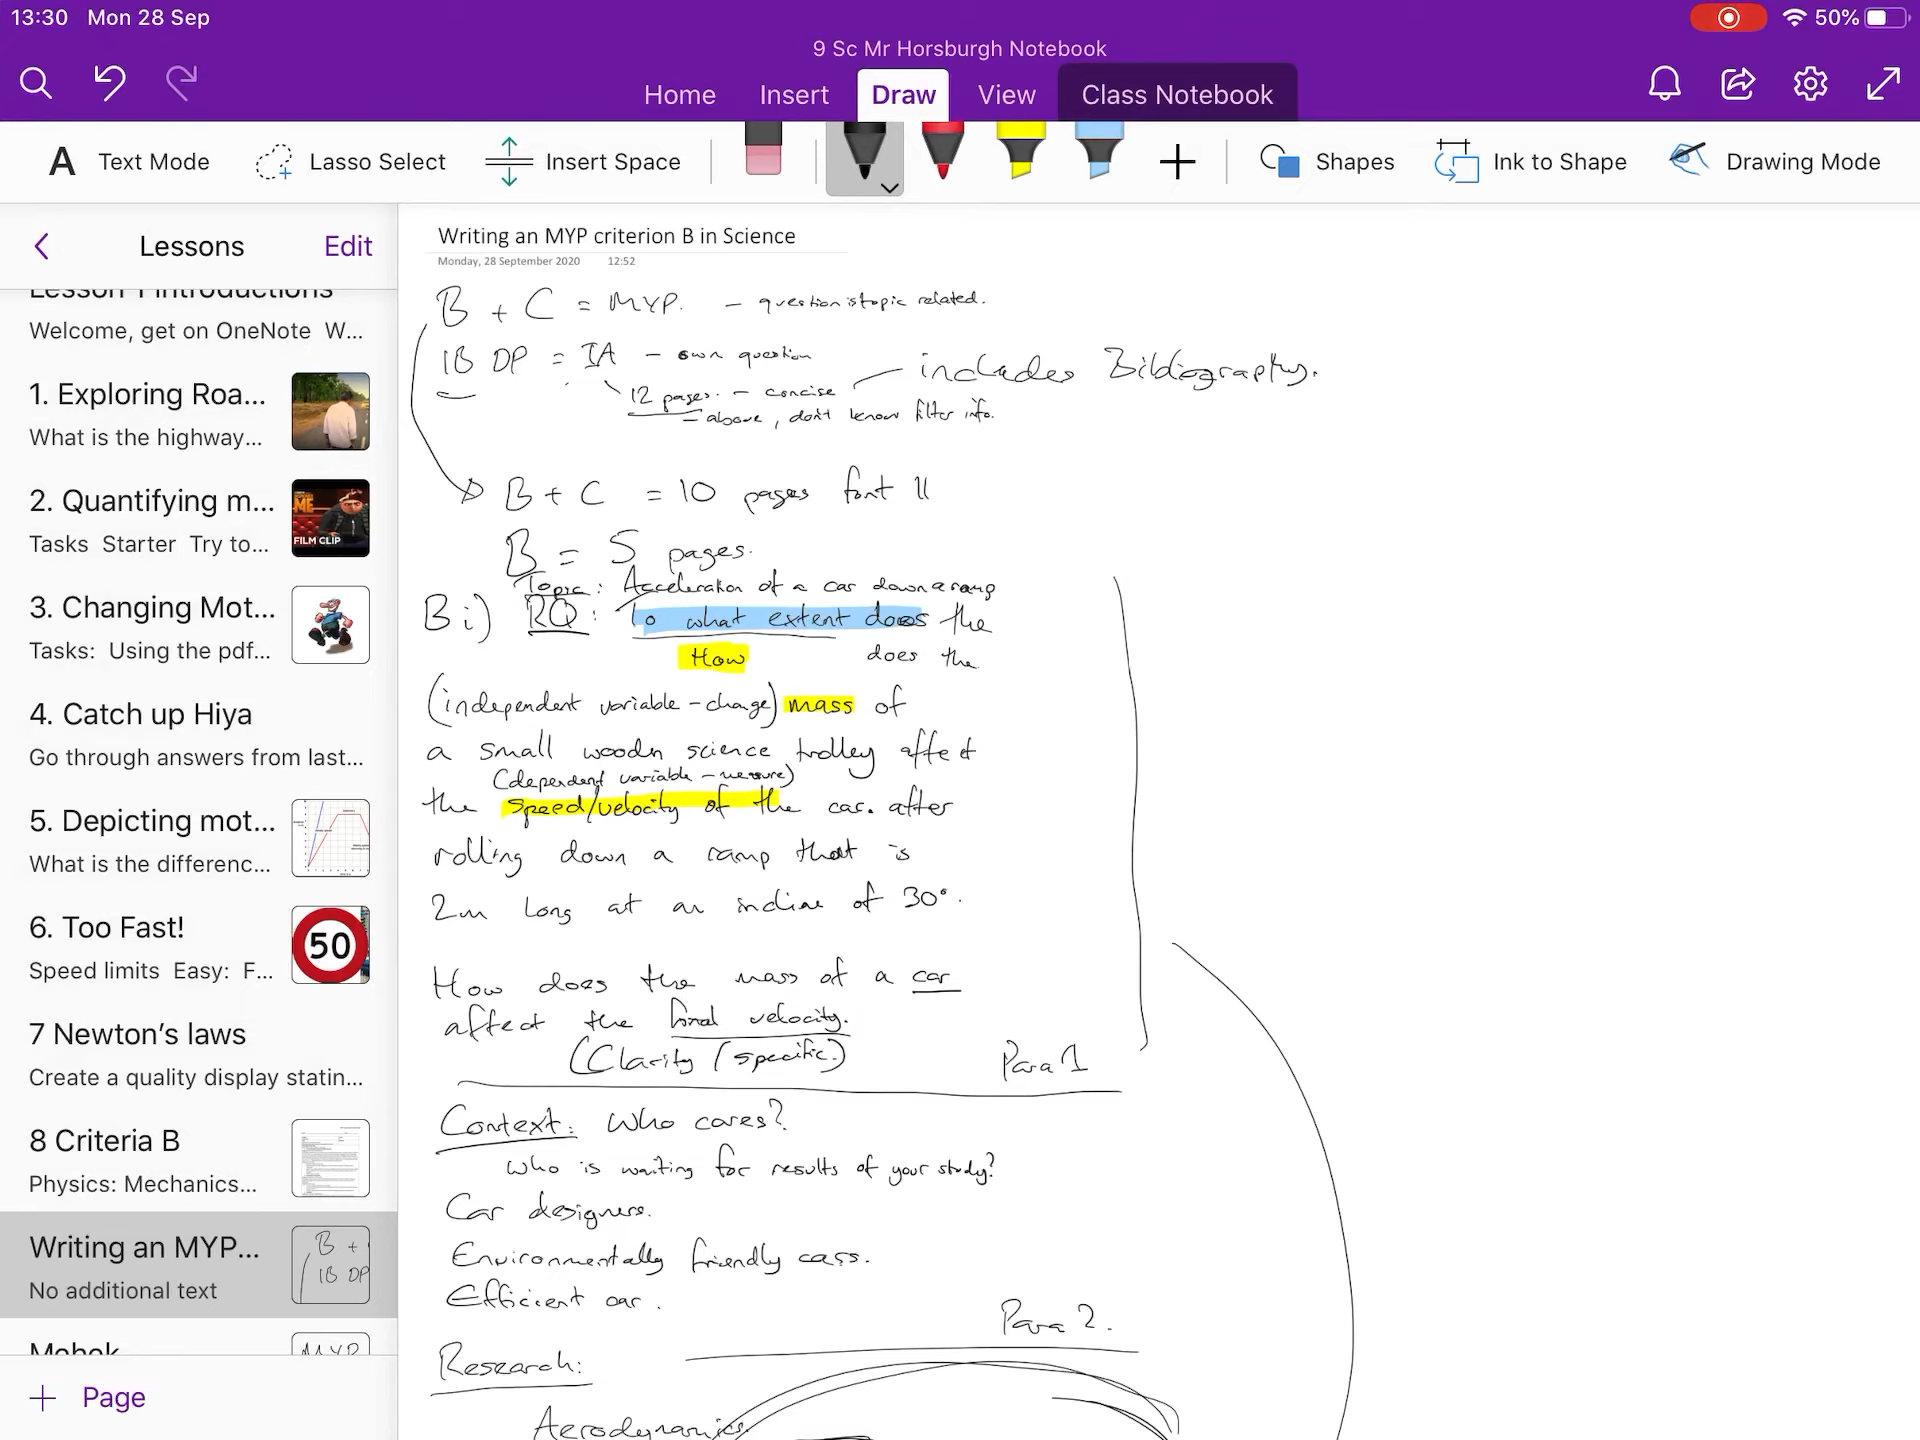 13:30 Mon 28 Sep
50%
9 Sc Mr Horsburgh Notebook
Home Insert Draw View Class Notebook
A Text Mode Lasso Select Insert Space Shapes Ink to Shape Drawing Mode
Lessons Edit
Lesson 1 Introductions
Welcome, get on OneNote W...
1. Exploring Roa...
What is the highway...
2. Quantifying m...
Tasks Starter Try to...
FILM CLIP
3. Changing Mot...
Tasks: Using the pdf...
4. Catch up Hiya
Go through answers from last...
5. Depicting mot...
What is the differenc...
6. Too Fast!
Speed limits Easy: F...
50
7 Newton's laws
Create a quality display statin...
8 Criteria B
Physics: Mechanics...
Writing an MYP...
No additional text
B +
IB DP
Mehek
MYP
+ Page
Writing an MYP criterion B in Science
Monday, 28 September 2020 12:52
B + C = MYP. - question is topic related.
IB DP = IA - own question
12 pages. - concise - includes Bibliography.
= above, don't know filter info.
B + C = 10 pages font 11
B = 5 pages.
Topic: Acceleration of a car down a ramp
B i) RQ: To what extent does the
How does the
(independent variable - change) mass of
a small wooden science trolley affect
(dependent variable - measure)
the speed/velocity of the car. after
rolling down a ramp that is
2m long at an incline of 30°.
How does the mass of a car
affect the final velocity.
(Clarity / specific.)
Para 1
Context: Who cares?
Who is waiting for results of your study?
Car designers.
Environmentally friendly cars.
Efficient car.
Para 2.
Research:
Aerodynamics